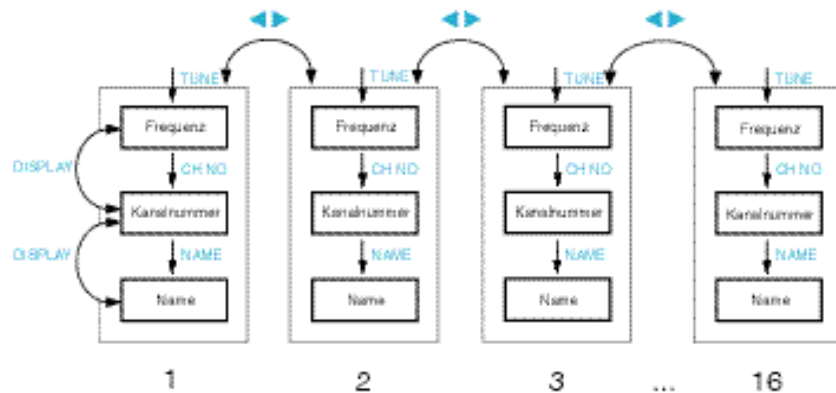 TUNE TUNE TUNE TUNE
Frequenz Frequenz Frequenz Frequenz
DISPLAY CH NO CH NO CH NO CH NO
Kanalnummer Kanalnummer Kanalnummer Kanalnummer
DISPLAY NAME NAME NAME NAME
Name Name Name Name
1 2 3 ... 16